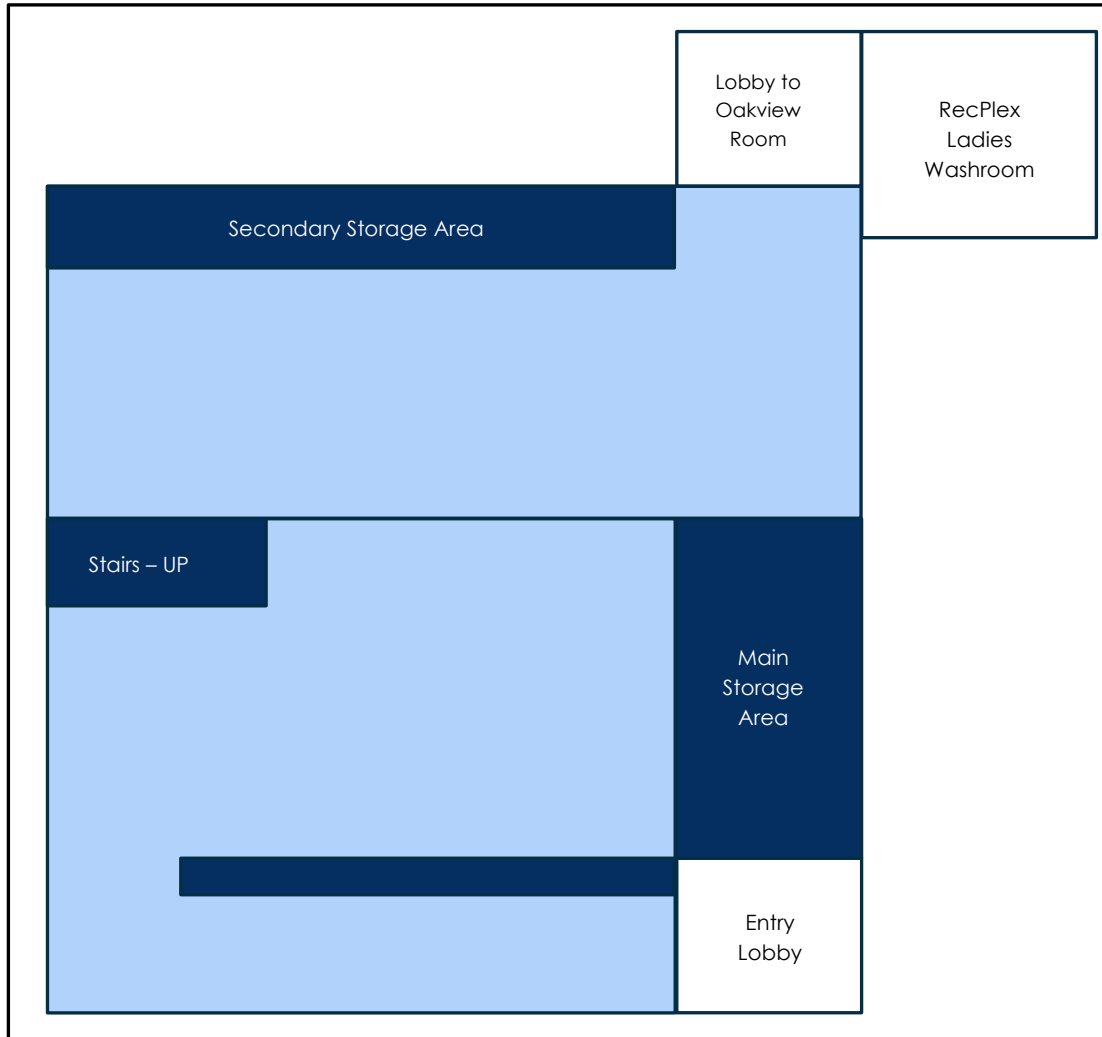 Lobby to
Oakview
Room
RecPlex
Ladies
Washroom
Secondary Storage Area
Stairs – UP
Main
Storage
Area
Entry
Lobby